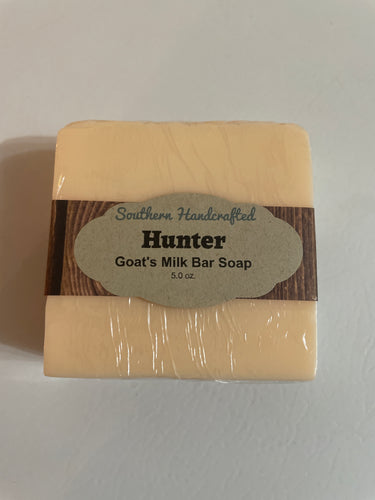 Southern Handcrafted
Hunter
Goat's Milk Bar Soap
5.0 oz.